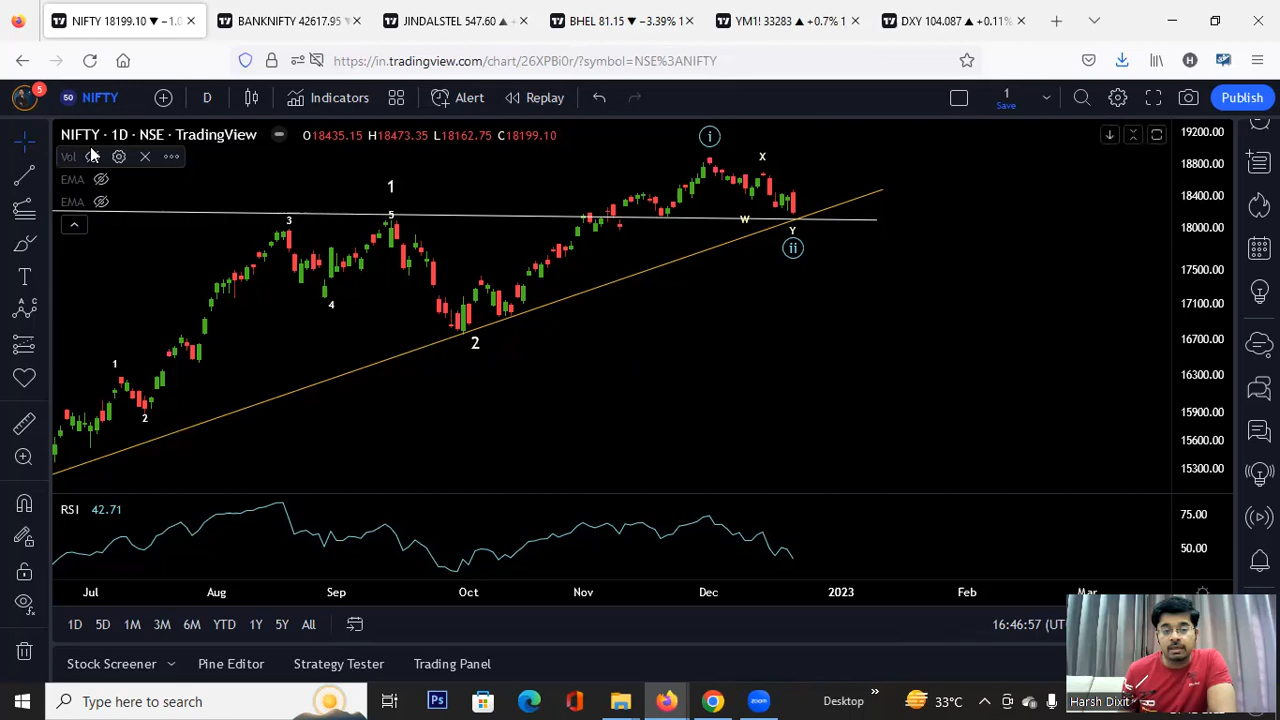 NIFTY 18199.10 ▼ −1.0
BANKNIFTY 42617.95
JINDALSTEL 547.60 ▲
BHEL 81.15 ▼ −3.39% 1
YM1! 33283 ▲ +0.7% 1
DXY 104.087 ▲ +0.11%
https://in.tradingview.com/chart/G6XPBi0r/?symbol=NSE%3ANIFTY
H
5
50 NIFTY
D
Indicators
Alert
Replay
1
Save
Publish
NIFTY · 1D · NSE · TradingView
O18435.15 H18473.35 L18162.75 C18199.10
Vol
EMA
EMA
19200.00
18800.00
18400.00
18000.00
17500.00
17100.00
16700.00
16300.00
15900.00
15600.00
15300.00
i
X
1
5
3
W
Y
ii
4
2
1
2
RSI 42.71
75.00
50.00
Jul Aug Sep Oct Nov Dec 2023 Feb Mar
1D 5D 1M 3M 6M YTD 1Y 5Y All
16:46:57 (UT
Stock Screener
Pine Editor
Strategy Tester
Trading Panel
Type here to search
Ps
zoom
Desktop
33°C
Harsh Dixit